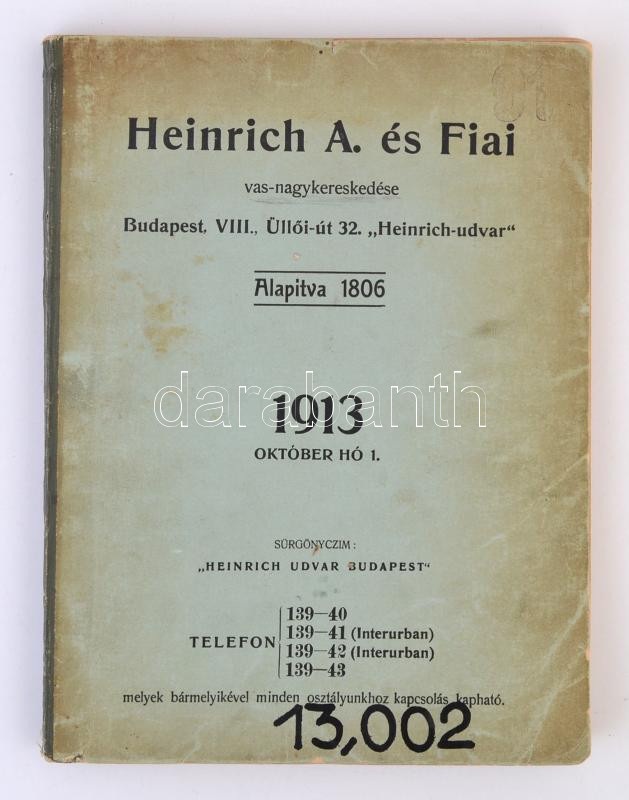 Heinrich A. és Fiai
vas-nagykereskedése
Budapest, VIII., Üllői-út 32. „Heinrich-udvar“
Alapitva 1806
1913
darabanth
OKTÓBER HÓ 1.
SÜRGÖNYCZIM:
„HEINRICH UDVAR BUDAPEST“
TELEFON
139—40
139—41 (Interurban)
139—42 (Interurban)
139—43
melyek bármelyikével minden osztályunkhoz kapcsolás kapható.
13,002